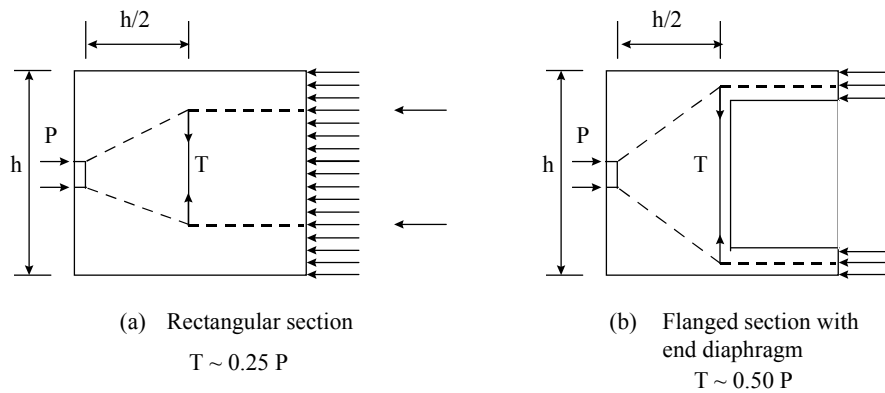 h/2
h
P
T
(a) Rectangular section
T ~ 0.25 P
h/2
h
P
T
(b) Flanged section with
end diaphragm
T ~ 0.50 P